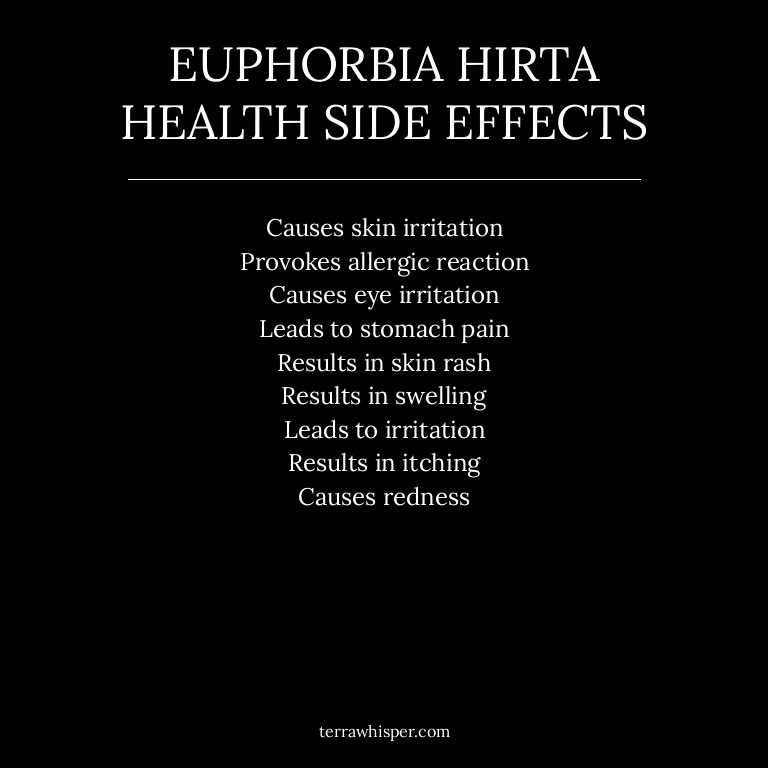 EUPHORBIA HIRTA
HEALTH SIDE EFFECTS
Causes skin irritation
Provokes allergic reaction
Causes eye irritation
Leads to stomach pain
Results in skin rash
Results in swelling
Leads to irritation
Results in itching
Causes redness
terrawhisper.com